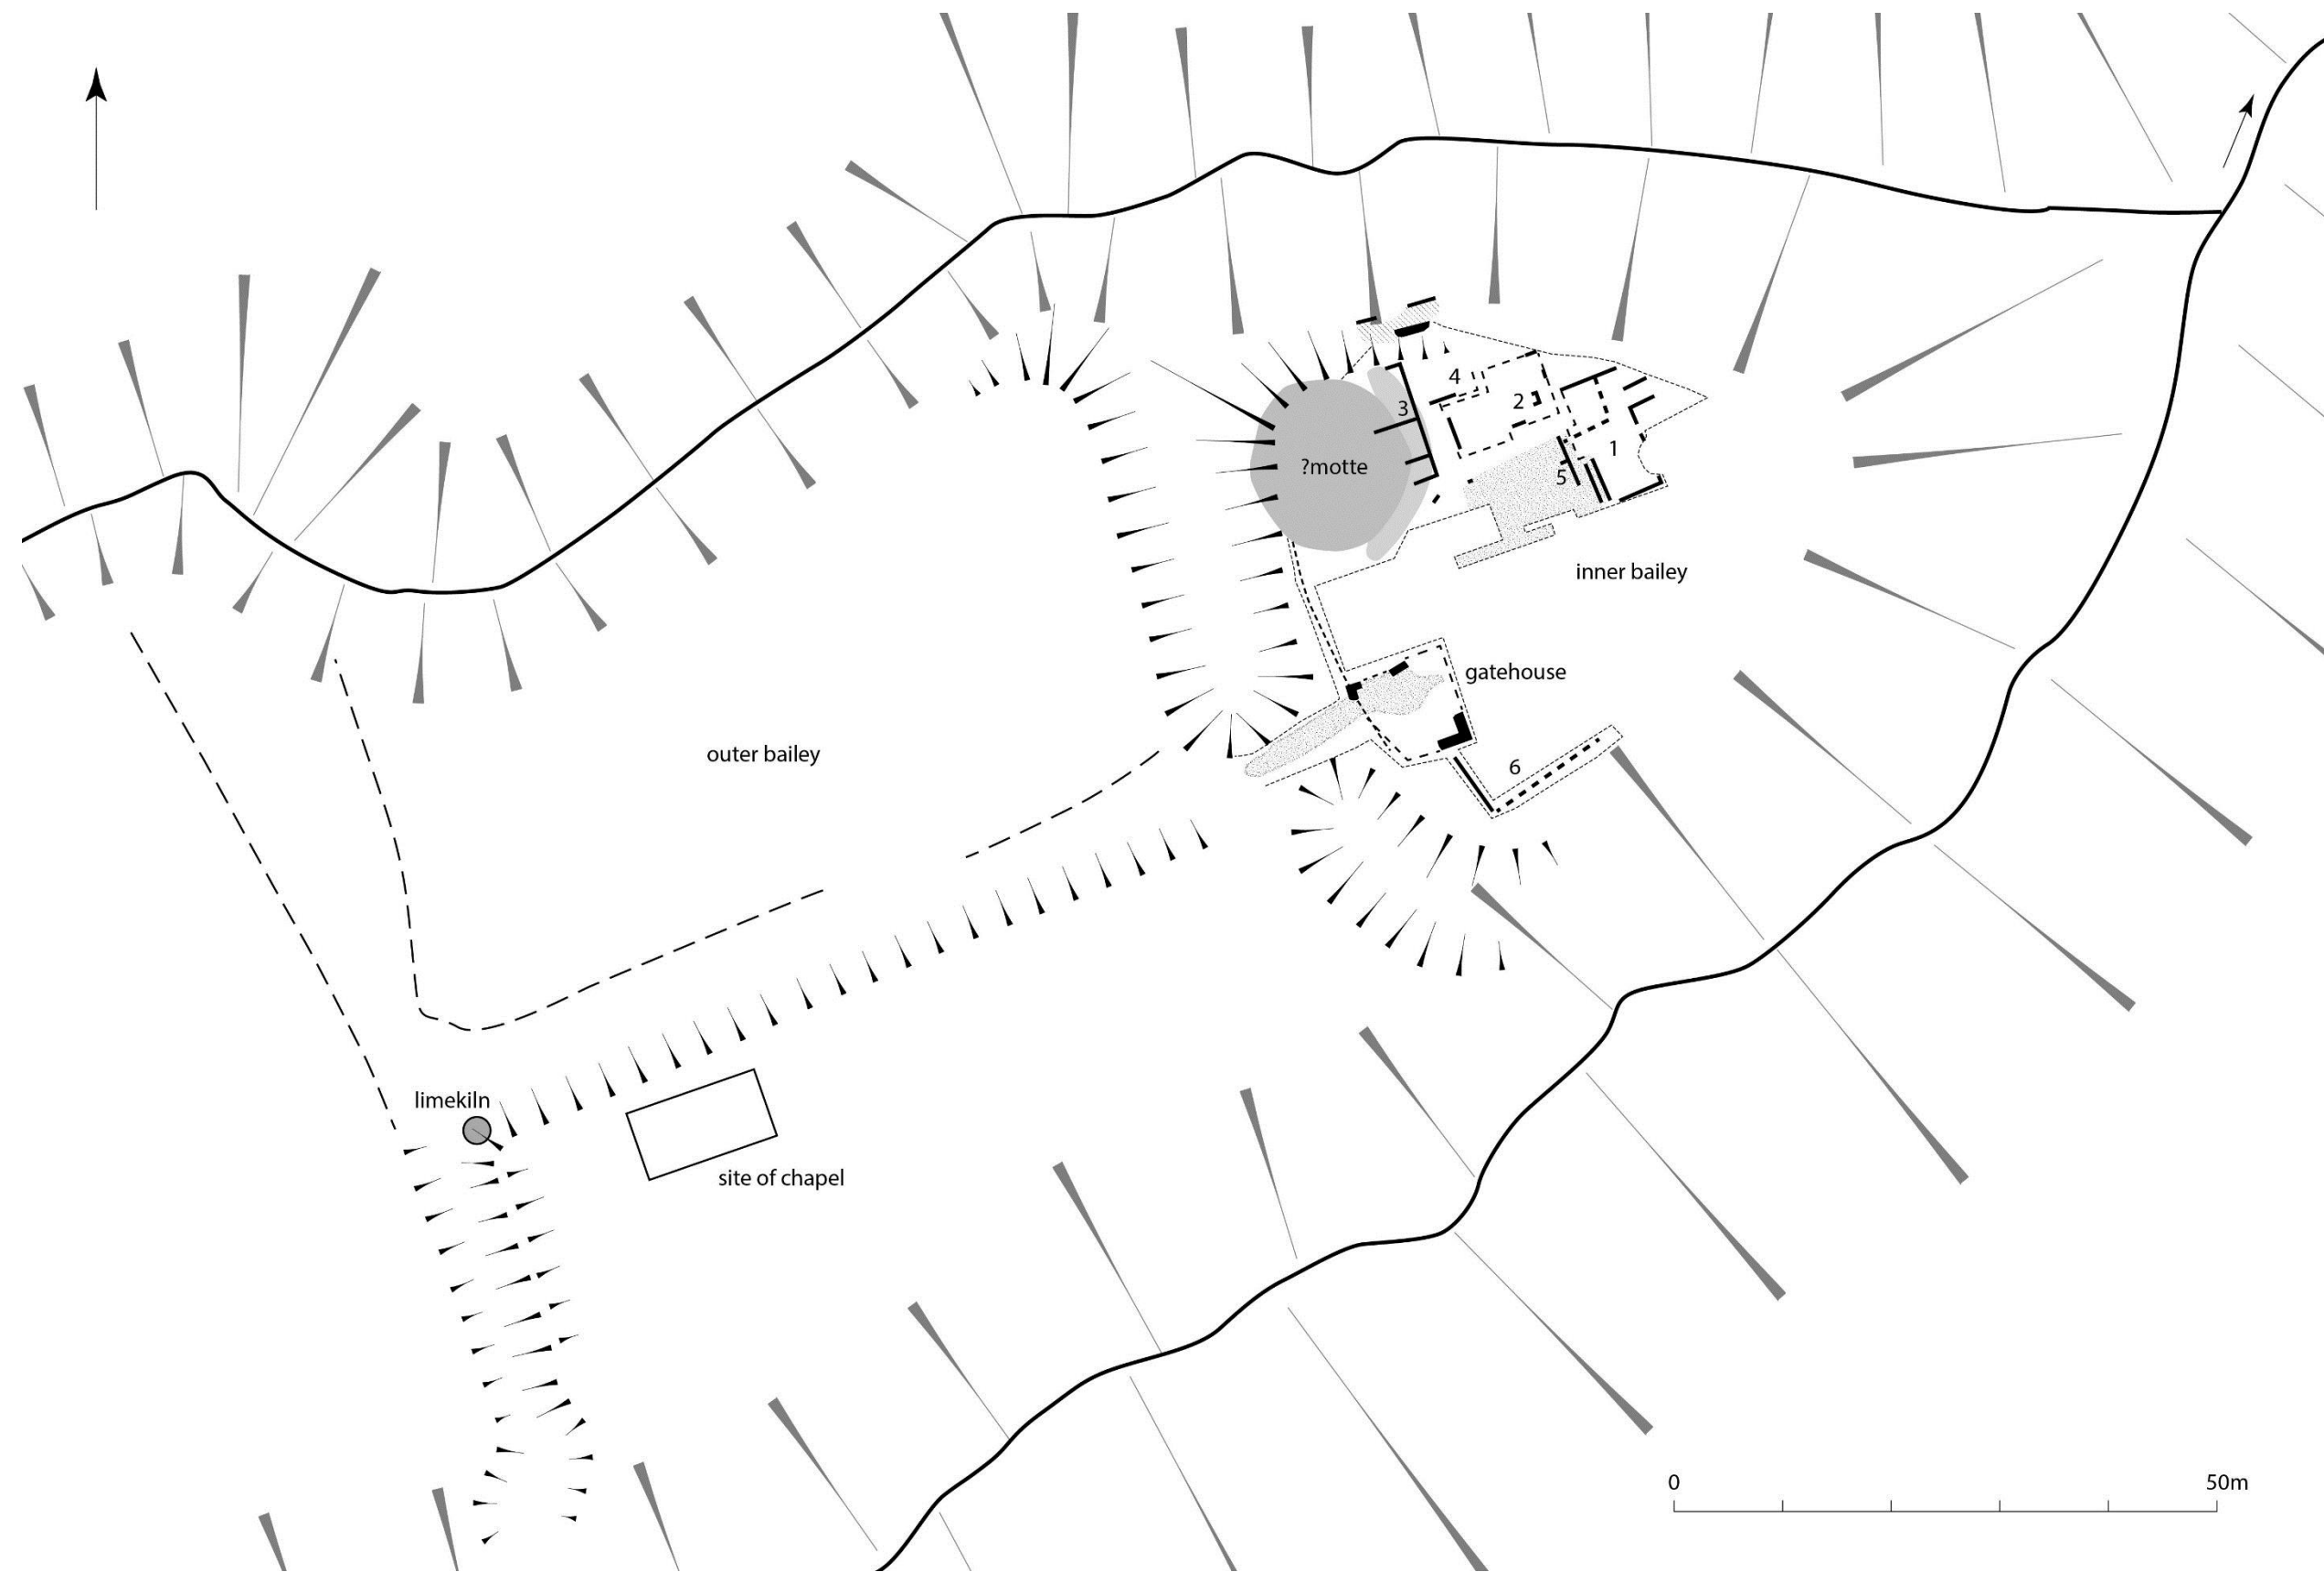 4
2
3
1
?motte
5
inner bailey
gatehouse
outer bailey
6
limekiln
site of chapel
0
50m